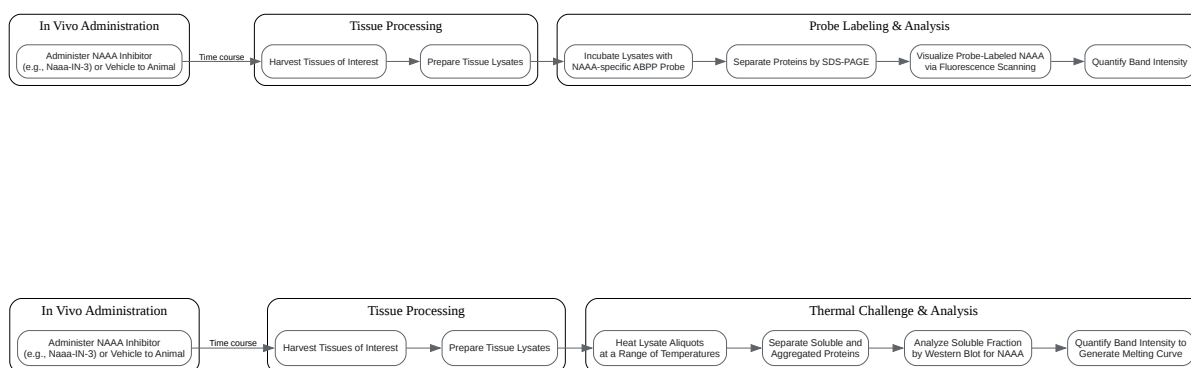 In Vivo Administration
Administer NAAA Inhibitor
(e.g., Naaa-IN-3) or Vehicle to Animal
Time course
Tissue Processing
Harvest Tissues of Interest
Prepare Tissue Lysates
Probe Labeling & Analysis
Incubate Lysates with
NAAA-specific ABPP Probe
Separate Proteins by SDS-PAGE
Visualize Probe-Labeled NAAA
via Fluorescence Scanning
Quantify Band Intensity
In Vivo Administration
Administer NAAA Inhibitor
(e.g., Naaa-IN-3) or Vehicle to Animal
Time course
Tissue Processing
Harvest Tissues of Interest
Prepare Tissue Lysates
Thermal Challenge & Analysis
Heat Lysate Aliquots
at a Range of Temperatures
Separate Soluble and
Aggregated Proteins
Analyze Soluble Fraction
by Western Blot for NAAA
Quantify Band Intensity to
Generate Melting Curve